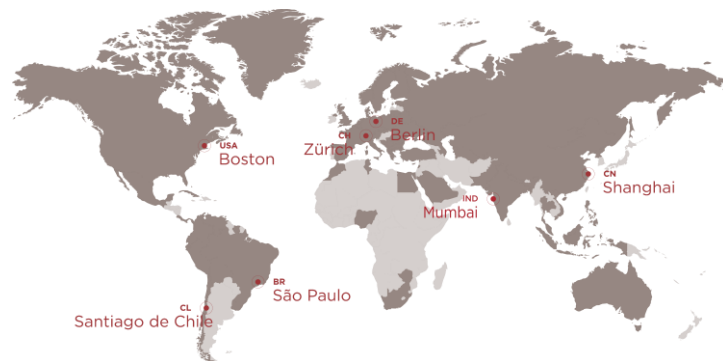 USA
Boston
CH
Zürich
DE
Berlin
CN
Shanghai
IND
Mumbai
BR
São Paulo
CL
Santiago de Chile